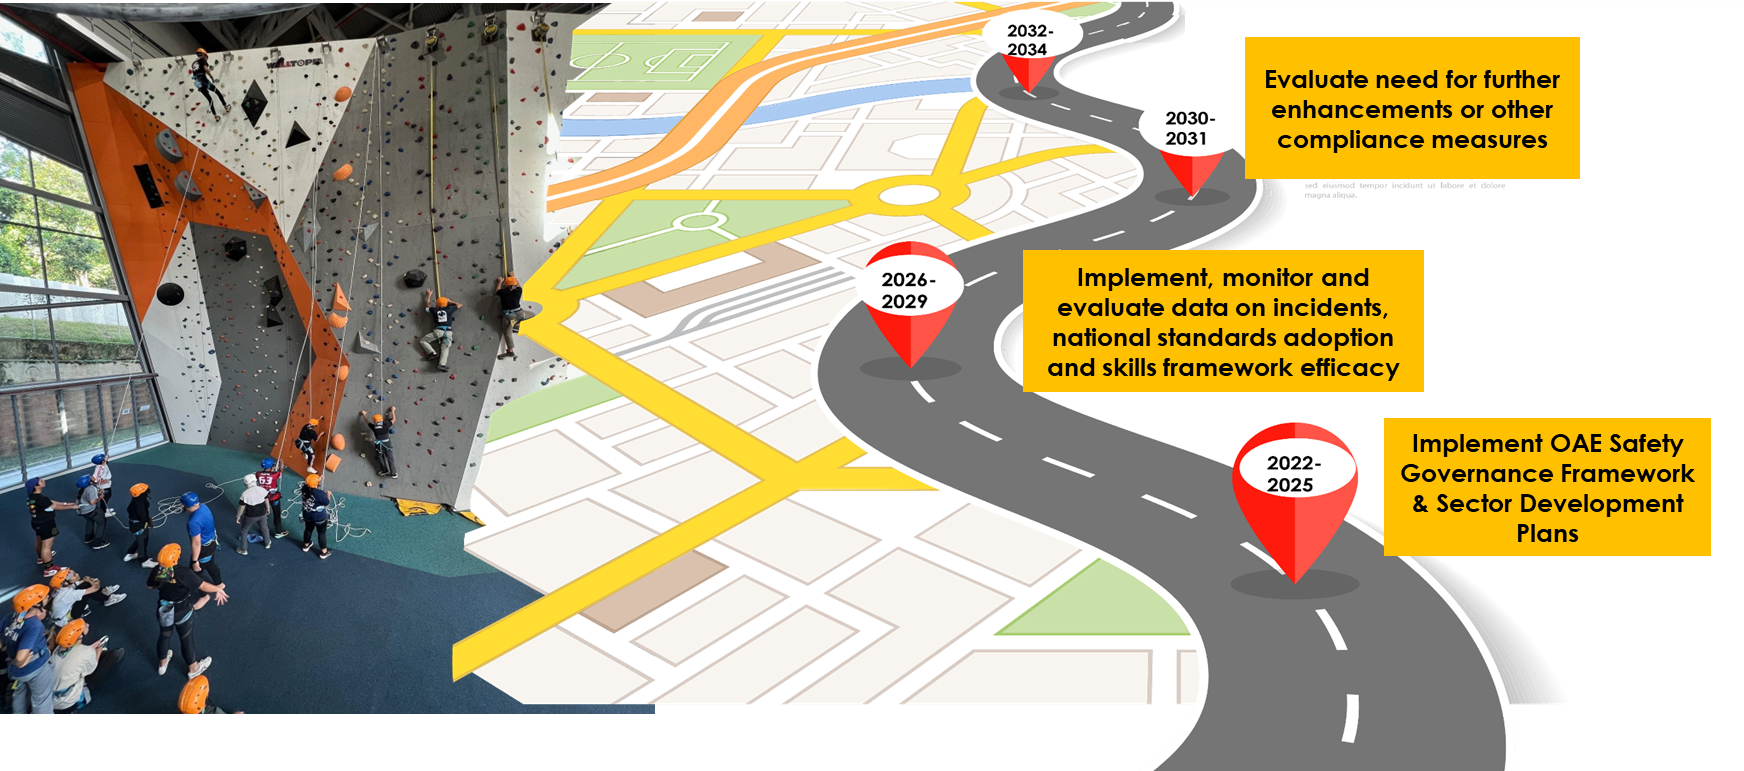 2032-
2034
Evaluate need for further
enhancements or other
compliance measures
2030-
2031
sed eiusmod tempor incidunt ut labore et dolore
magna aliqua.
2026-
2029
Implement, monitor and
evaluate data on incidents,
national standards adoption
and skills framework efficacy
2022-
2025
Implement OAE Safety
Governance Framework
& Sector Development
Plans
WALLTOPIA
63